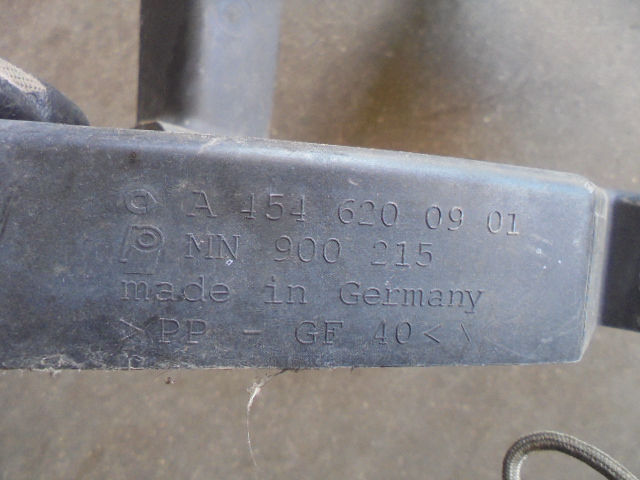 A 454 620 09 01
MN 900 215
made in Germany
>PP - GF 40<